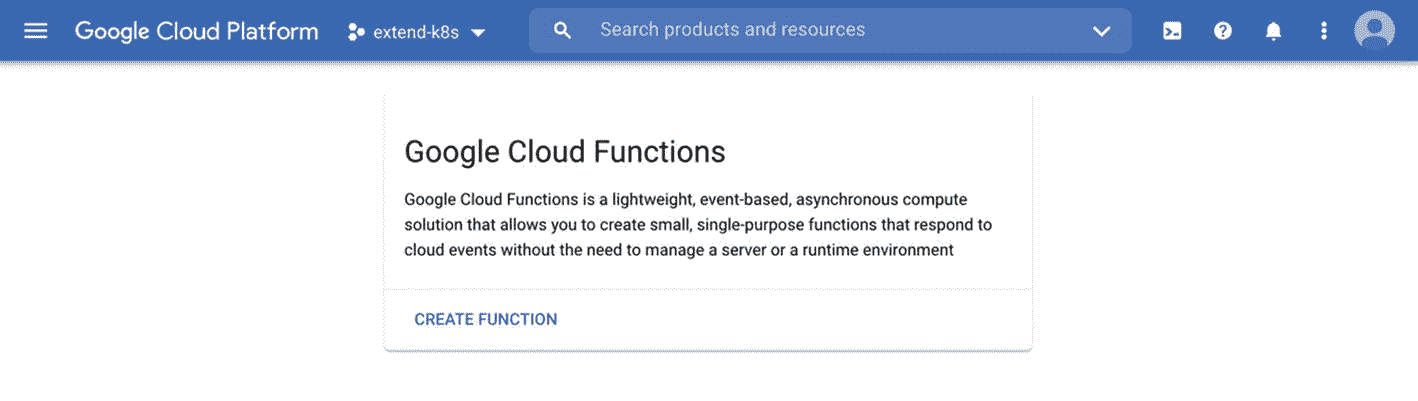 Google Cloud Platform
extend-k8s
Search products and resources
Google Cloud Functions
Google Cloud Functions is a lightweight, event-based, asynchronous compute
solution that allows you to create small, single-purpose functions that respond to
cloud events without the need to manage a server or a runtime environment
CREATE FUNCTION